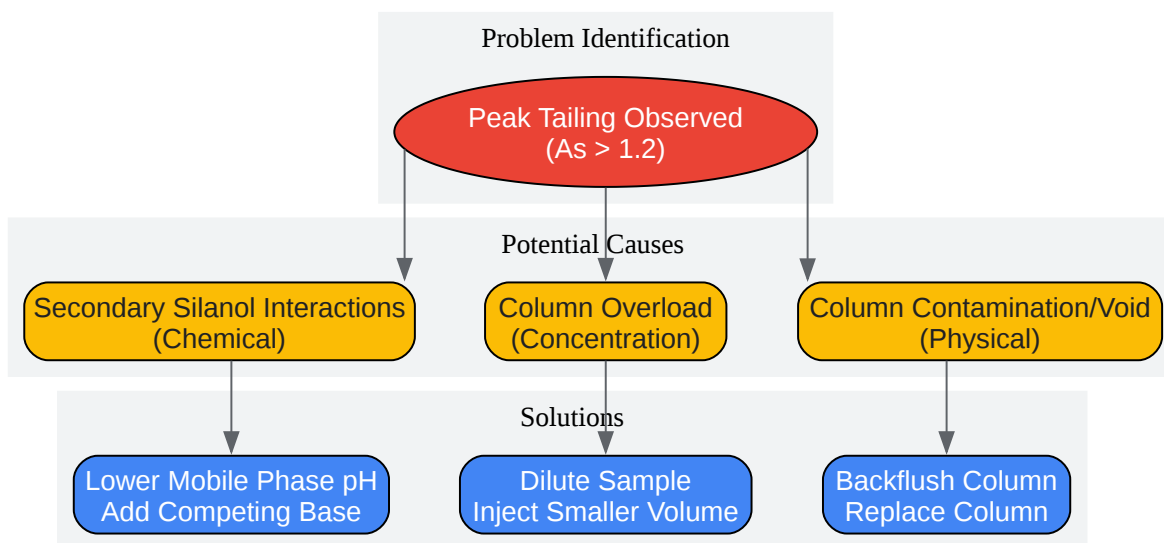 Problem Identification
Peak Tailing Observed
(As > 1.2)
Potential Causes
Secondary Silanol Interactions
(Chemical)
Column Overload
(Concentration)
Column Contamination/Void
(Physical)
Solutions
Lower Mobile Phase pH
Add Competing Base
Dilute Sample
Inject Smaller Volume
Backflush Column
Replace Column